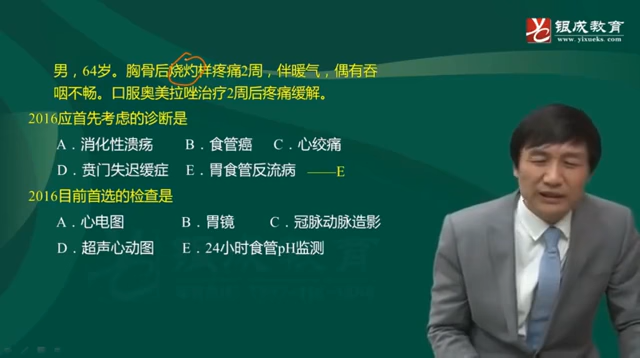 银成教育
www.yixueks.com
男，64岁。胸骨后烧灼样疼痛2周，伴暖气，偶有吞
咽不畅。口服奥美拉唑治疗2周后疼痛缓解。
2016应首先考虑的诊断是
A．消化性溃疡 B．食管癌 C．心绞痛
D．贲门失迟缓症 E．胃食管反流病 ——E
2016目前首选的检查是
A．心电图 B．胃镜 C．冠脉动脉造影
D．超声心动图 E．24小时食管pH监测
银成教育